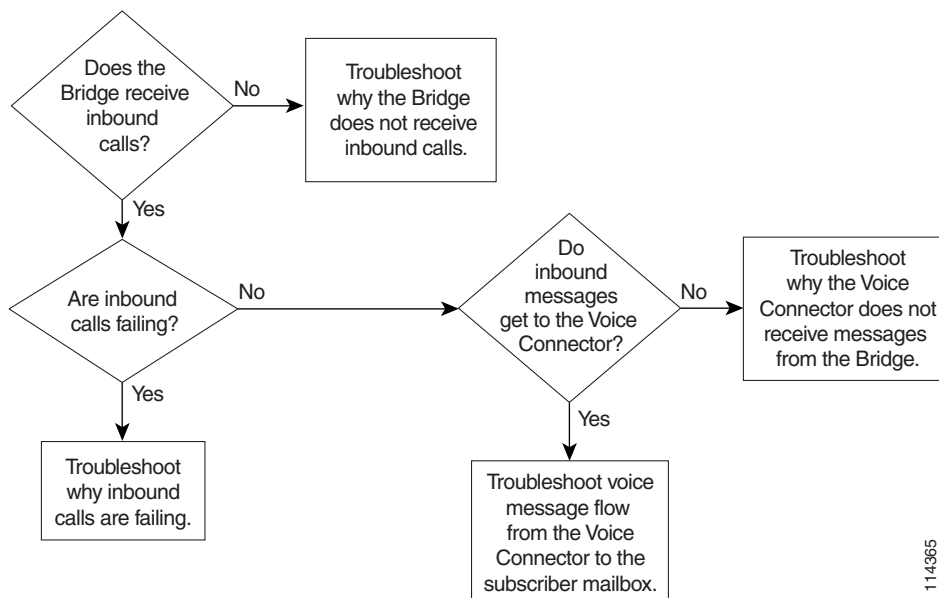 Does the
Bridge receive
inbound
calls?
No
Troubleshoot
why the Bridge
does not receive
inbound calls.
Yes
Are inbound
calls failing?
No
Do
inbound
messages
get to the Voice
Connector?
No
Troubleshoot
why the Voice
Connector does not
receive messages
from the Bridge.
Yes
Troubleshoot
why inbound
calls are failing.
Yes
Troubleshoot voice
message flow
from the Voice
Connector to the
subscriber mailbox.
114365